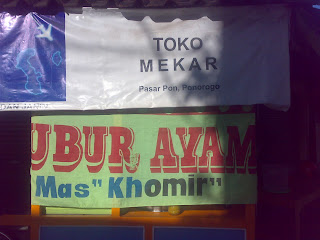 TOKO
MEKAR
Pasar Pon. Ponorogo
UBUR AYAM
Mas" Khomir"